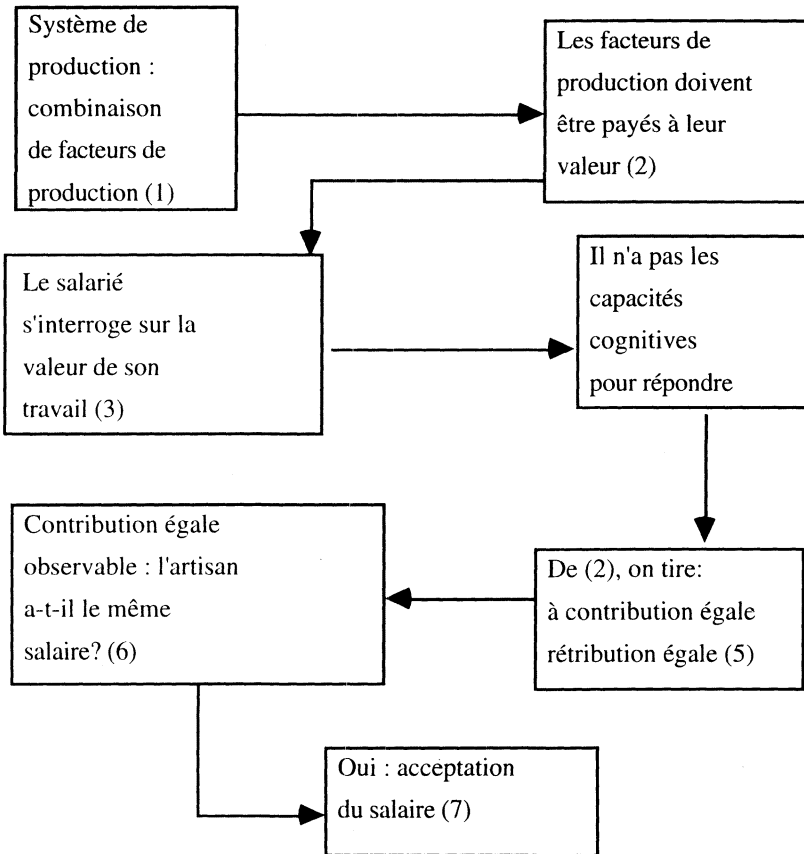 Système de
production :
combinaison
de facteurs de
production (1)
Les facteurs de
production doivent
être payés à leur
valeur (2)
Le salarié
s'interroge sur la
valeur de son
travail (3)
Il n'a pas les
capacités
cognitives
pour répondre
De (2), on tire:
à contribution égale
rétribution égale (5)
Contribution égale
observable : l'artisan
a-t-il le même
salaire? (6)
Oui : acceptation
du salaire (7)